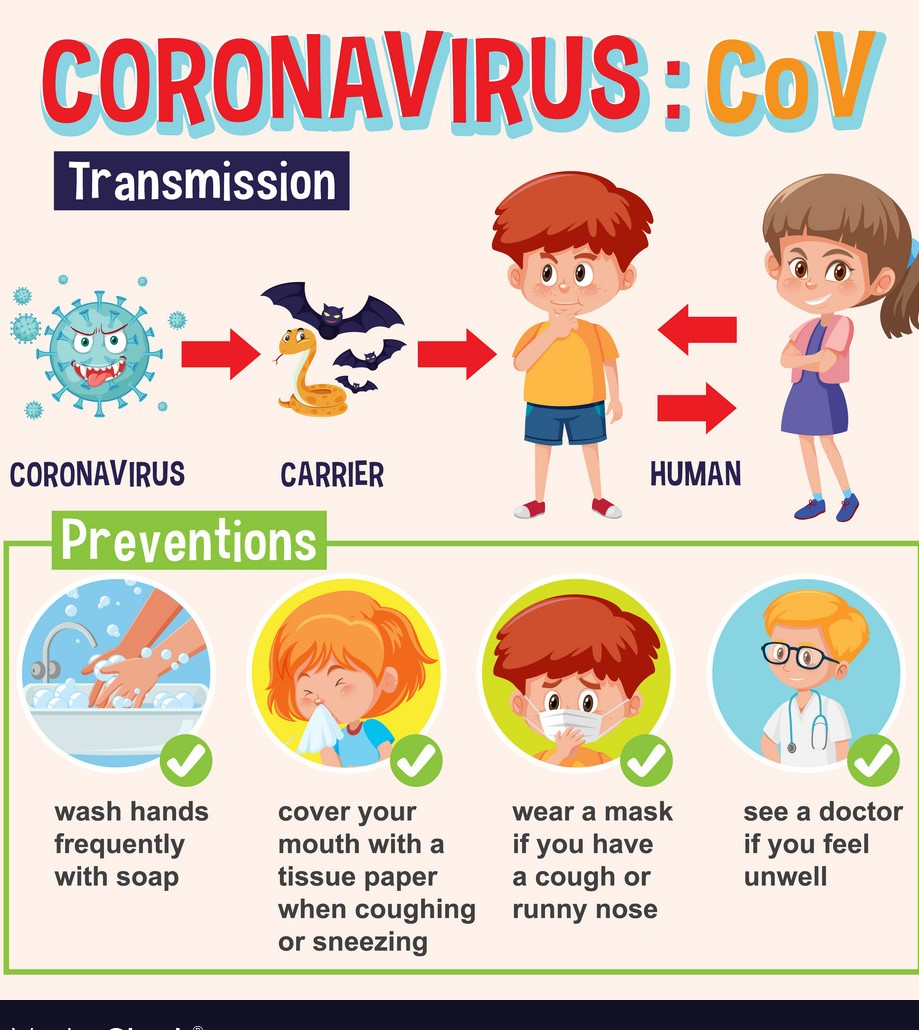 CORONAVIRUS : CoV
Transmission
CORONAVIRUS
CARRIER
HUMAN
Preventions
wash hands
frequently
with soap
cover your
mouth with a
tissue paper
when coughing
or sneezing
wear a mask
if you have
a cough or
runny nose
see a doctor
if you feel
unwell